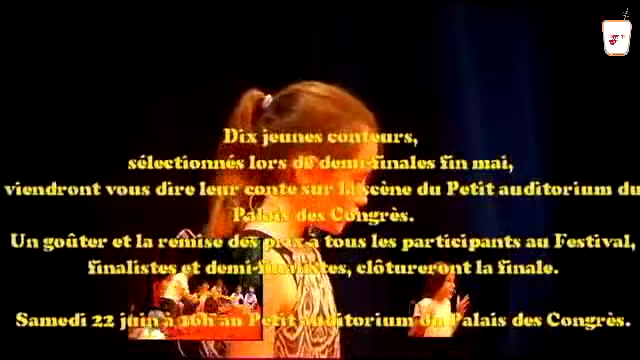 Dix jeunes conteurs,
sélectionnés lors de demi-finales fin mai,
viendront vous dire leur conte sur la scène du Petit auditorium du
Palais des Congrès.
Un goûter et la remise des prix à tous les participants au Festival,
finalistes et demi-finalistes, clôtureront la finale.
Samedi 22 juin à 16h au Petit auditorium du Palais des Congrès.